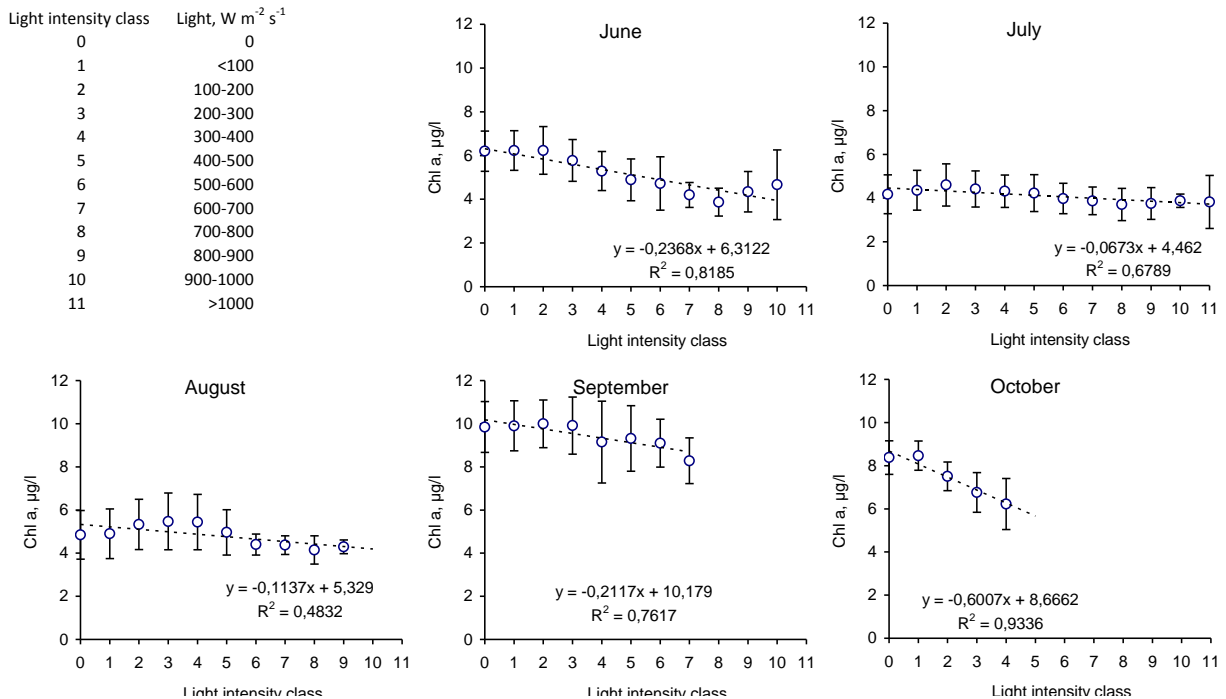 Light intensity class Light, W m⁻² s⁻¹
0 0
1 <100
2 100-200
3 200-300
4 300-400
5 400-500
6 500-600
7 600-700
8 700-800
9 800-900
10 900-1000
11 >1000
June
12
10
8
6
4
2
0
Chl a, µg/l
y = -0,2368x + 6,3122
R² = 0,8185
0 1 2 3 4 5 6 7 8 9 10 11
Light intensity class
July
12
10
8
6
4
2
0
Chl a, µg/l
y = -0,0673x + 4,462
R² = 0,6789
0 1 2 3 4 5 6 7 8 9 10 11
Light intensity class
August
12
10
8
6
4
2
0
Chl a, µg/l
y = -0,1137x + 5,329
R² = 0,4832
0 1 2 3 4 5 6 7 8 9 10 11
Light intensity class
September
12
10
8
6
4
2
0
Chl a, µg/l
y = -0,2117x + 10,179
R² = 0,7617
0 1 2 3 4 5 6 7 8 9 10 11
Light intensity class
October
12
10
8
6
4
2
0
Chl a, µg/l
y = -0,6007x + 8,6662
R² = 0,9336
0 1 2 3 4 5 6 7 8 9 10 11
Light intensity class